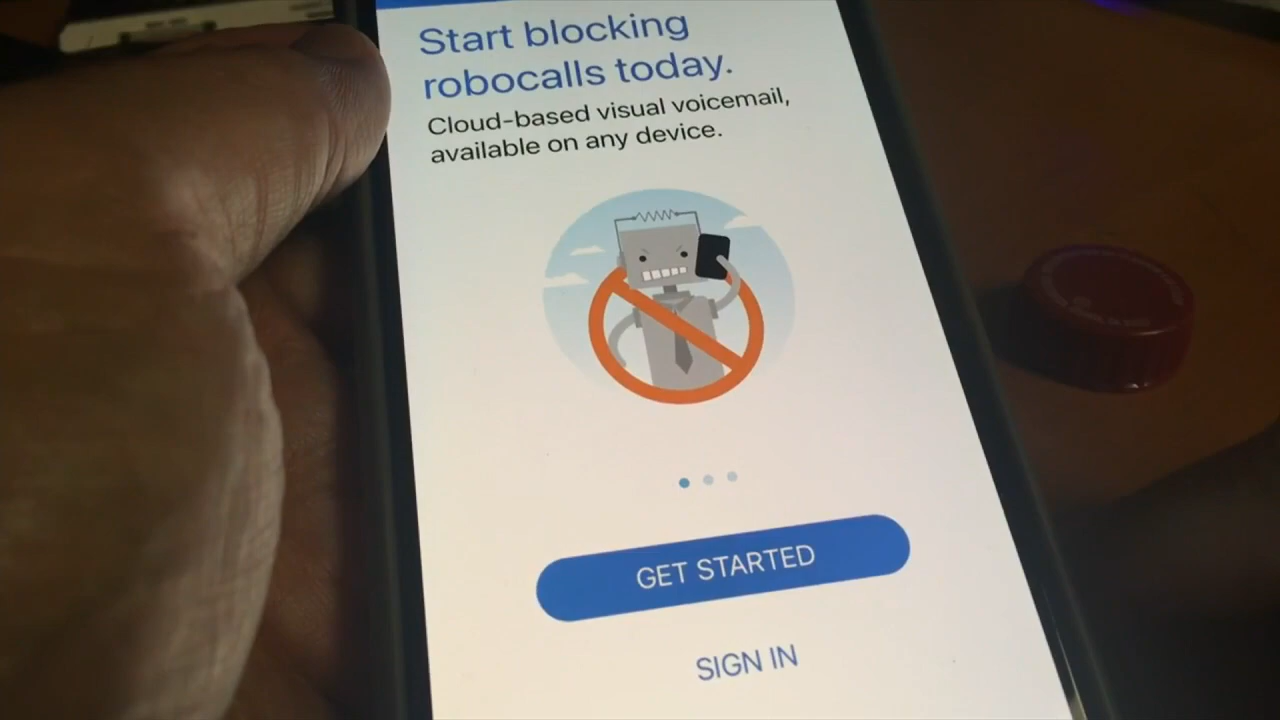 Start blocking
robocalls today.
Cloud-based visual voicemail,
available on any device.
GET STARTED
SIGN IN